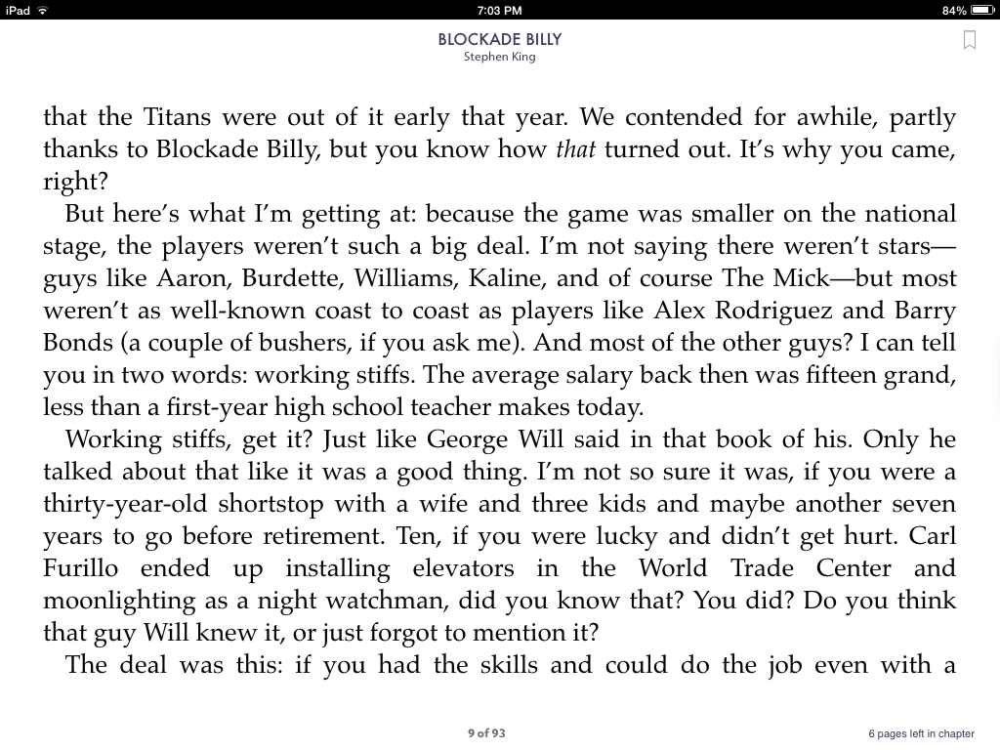 iPad 7:03 PM 84%
BLOCKADE BILLY
Stephen King
that the Titans were out of it early that year. We contended for awhile, partly
thanks to Blockade Billy, but you know how that turned out. It’s why you came,
right?
But here’s what I’m getting at: because the game was smaller on the national
stage, the players weren’t such a big deal. I’m not saying there weren’t stars—
guys like Aaron, Burdette, Williams, Kaline, and of course The Mick—but most
weren’t as well-known coast to coast as players like Alex Rodriguez and Barry
Bonds (a couple of bushers, if you ask me). And most of the other guys? I can tell
you in two words: working stiffs. The average salary back then was fifteen grand,
less than a first-year high school teacher makes today.
Working stiffs, get it? Just like George Will said in that book of his. Only he
talked about that like it was a good thing. I’m not so sure it was, if you were a
thirty-year-old shortstop with a wife and three kids and maybe another seven
years to go before retirement. Ten, if you were lucky and didn’t get hurt. Carl
Furillo ended up installing elevators in the World Trade Center and
moonlighting as a night watchman, did you know that? You did? Do you think
that guy Will knew it, or just forgot to mention it?
The deal was this: if you had the skills and could do the job even with a
9 of 93 6 pages left in chapter